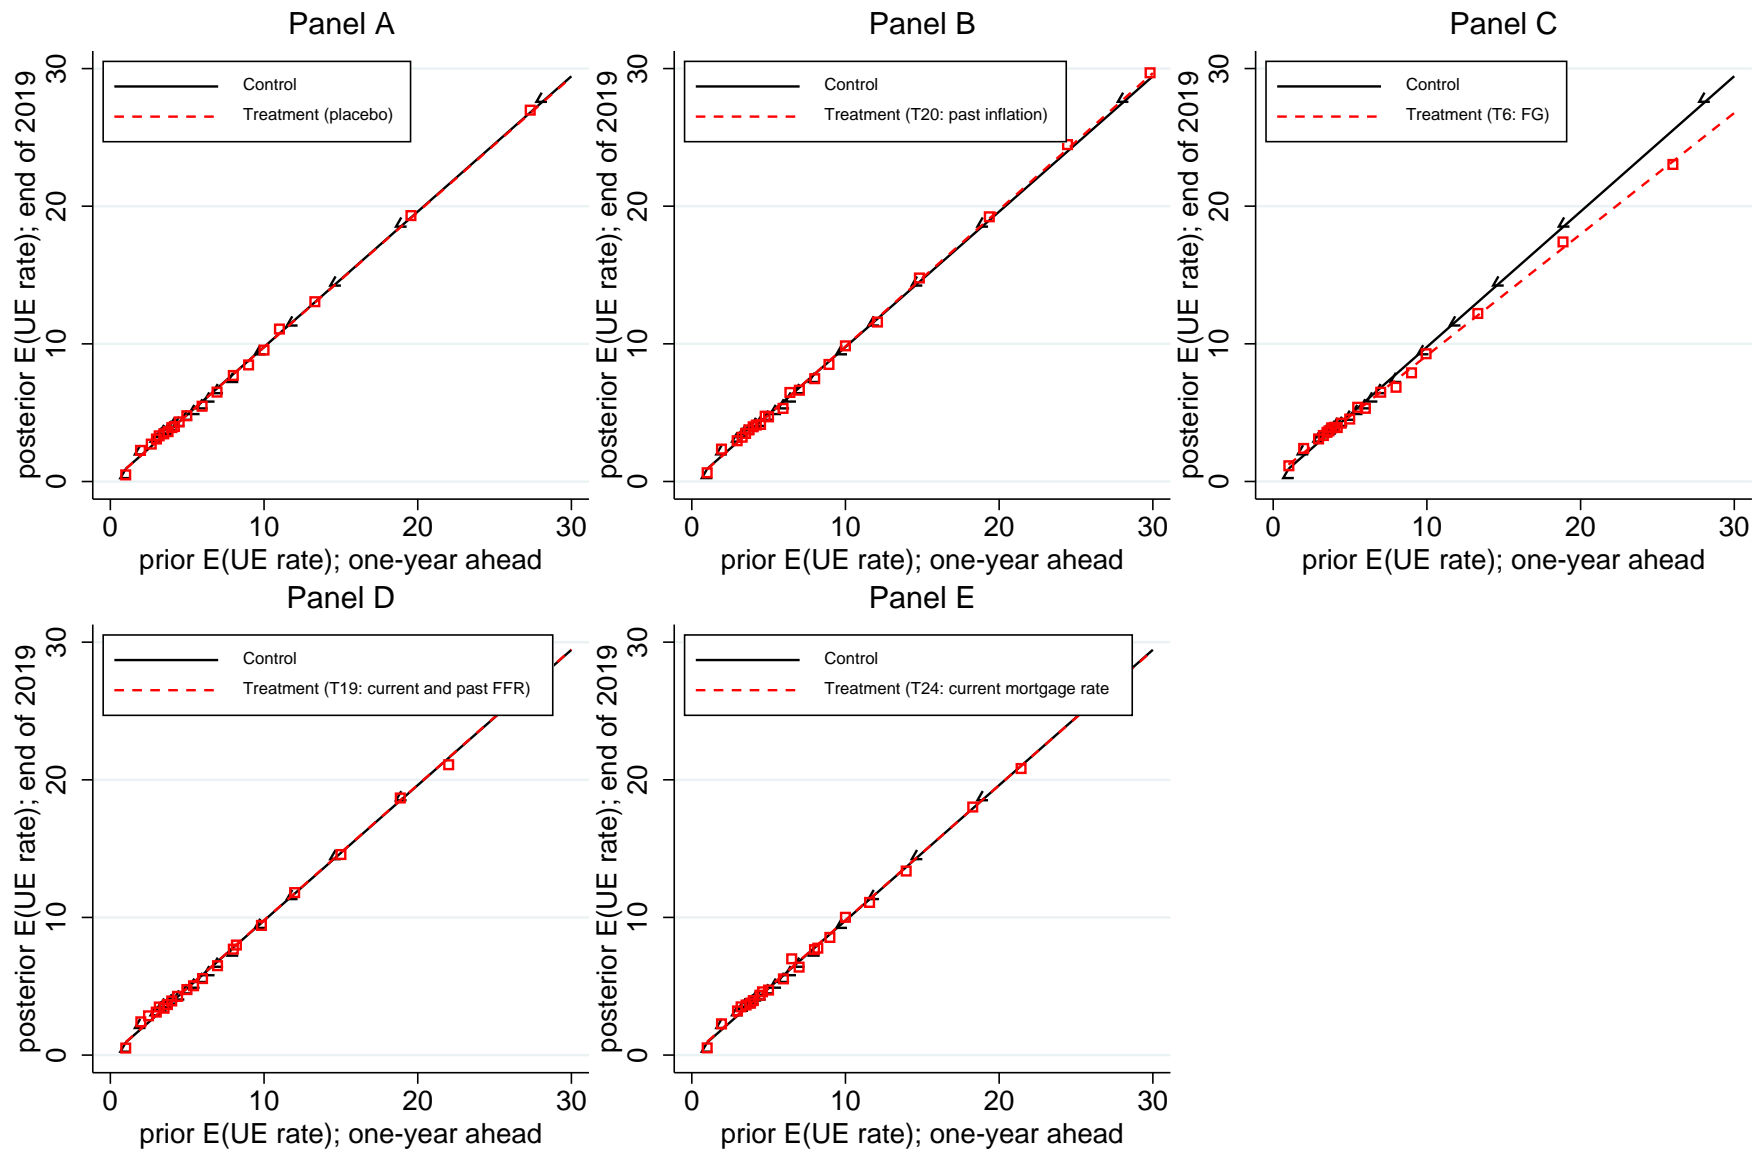 Panel A
Control
Treatment (placebo)
posterior E(UE rate); end of 2019
0
10
20
30
0
10
20
30
prior E(UE rate); one-year ahead
Panel B
Control
Treatment (T20: past inflation)
posterior E(UE rate); end of 2019
0
10
20
30
0
10
20
30
prior E(UE rate); one-year ahead
Panel C
Control
Treatment (T6: FG)
posterior E(UE rate); end of 2019
0
10
20
30
0
10
20
30
prior E(UE rate); one-year ahead
Panel D
Control
Treatment (T19: current and past FFR)
posterior E(UE rate); end of 2019
0
10
20
30
0
10
20
30
prior E(UE rate); one-year ahead
Panel E
Control
Treatment (T24: current mortgage rate
posterior E(UE rate); end of 2019
0
10
20
30
0
10
20
30
prior E(UE rate); one-year ahead